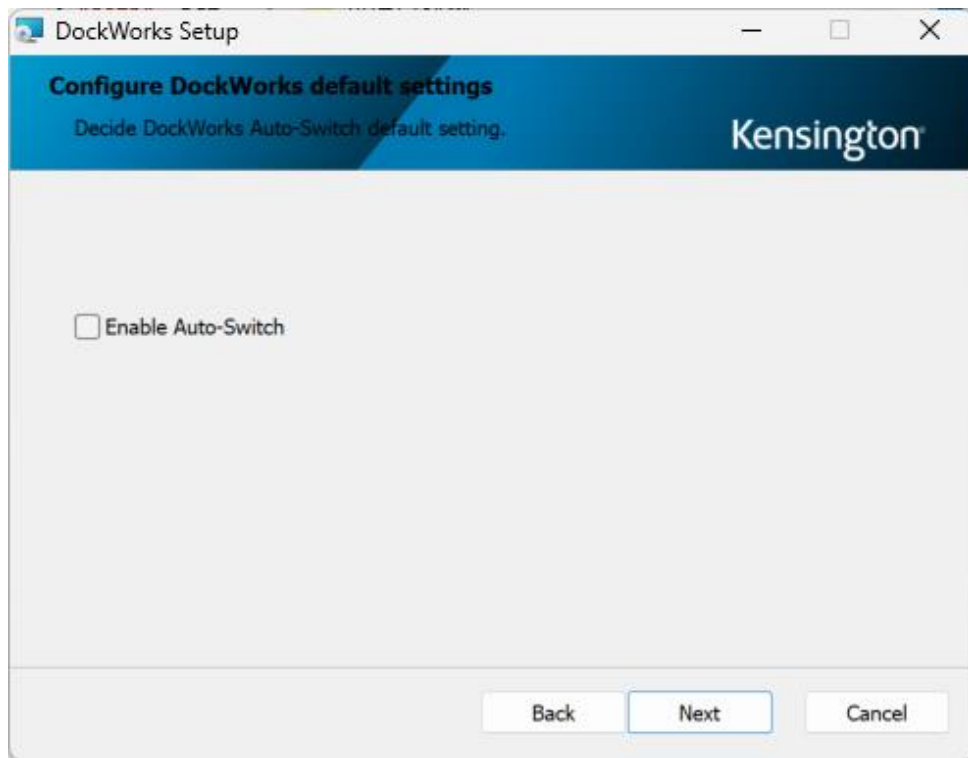 DockWorks Setup
Configure DockWorks default settings
Decide DockWorks Auto-Switch default setting.
Kensington
Enable Auto-Switch
Back
Next
Cancel